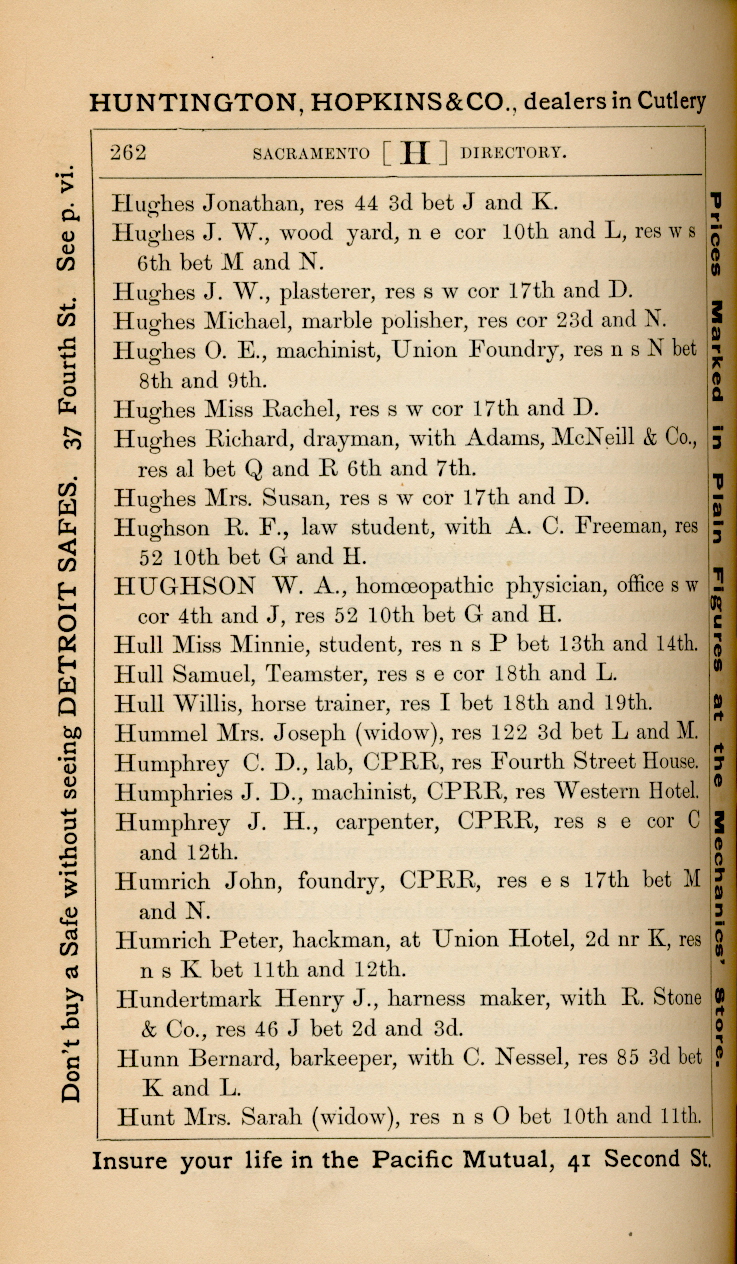 HUNTINGTON, HOPKINS & CO., dealers in Cutlery
262 SACRAMENTO [ H ] DIRECTORY.
Hughes Jonathan, res 44 3d bet J and K.
Hughes J. W., wood yard, n e cor 10th and L, res w s
6th bet M and N.
Hughes J. W., plasterer, res s w cor 17th and D.
Hughes Michael, marble polisher, res cor 23d and N.
Hughes O. E., machinist, Union Foundry, res n s N bet
8th and 9th.
Hughes Miss Rachel, res s w cor 17th and D.
Hughes Richard, drayman, with Adams, McNeill & Co.,
res al bet Q and R 6th and 7th.
Hughes Mrs. Susan, res s w cor 17th and D.
Hughson R. F., law student, with A. C. Freeman, res
52 10th bet G and H.
HUGHSON W. A., homœopathic physician, office s w
cor 4th and J, res 52 10th bet G and H.
Hull Miss Minnie, student, res n s P bet 13th and 14th.
Hull Samuel, Teamster, res s e cor 18th and L.
Hull Willis, horse trainer, res I bet 18th and 19th.
Hummel Mrs. Joseph (widow), res 122 3d bet L and M.
Humphrey C. D., lab, CPRR, res Fourth Street House.
Humphries J. D., machinist, CPRR, res Western Hotel.
Humphrey J. H., carpenter, CPRR, res s e cor C
and 12th.
Humrich John, foundry, CPRR, res e s 17th bet M
and N.
Humrich Peter, hackman, at Union Hotel, 2d nr K, res
n s K bet 11th and 12th.
Hundertmark Henry J., harness maker, with R. Stone
& Co., res 46 J bet 2d and 3d.
Hunn Bernard, barkeeper, with C. Nessel, res 85 3d bet
K and L.
Hunt Mrs. Sarah (widow), res n s O bet 10th and 11th.
Insure your life in the Pacific Mutual, 41 Second St.
Don't buy a Safe without seeing DETROIT SAFES. 37 Fourth St. See p. vi.
Prices Marked in Plain Figures at the Mechanics' Store.